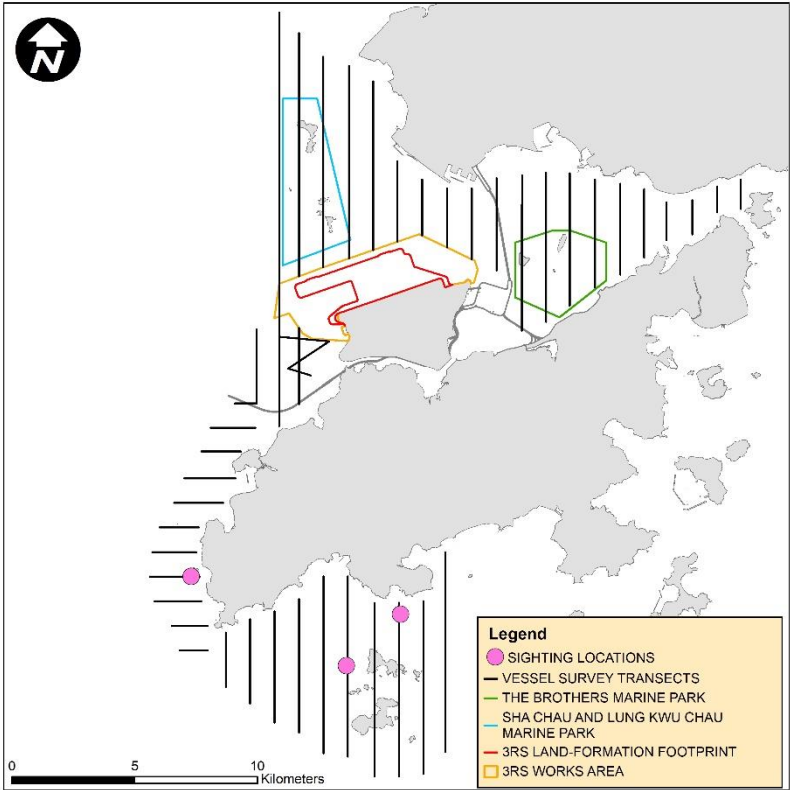 N
Legend
SIGHTING LOCATIONS
VESSEL SURVEY TRANSECTS
THE BROTHERS MARINE PARK
SHA CHAU AND LUNG KWU CHAU
MARINE PARK
3RS LAND-FORMATION FOOTPRINT
3RS WORKS AREA
0 5 10
Kilometers